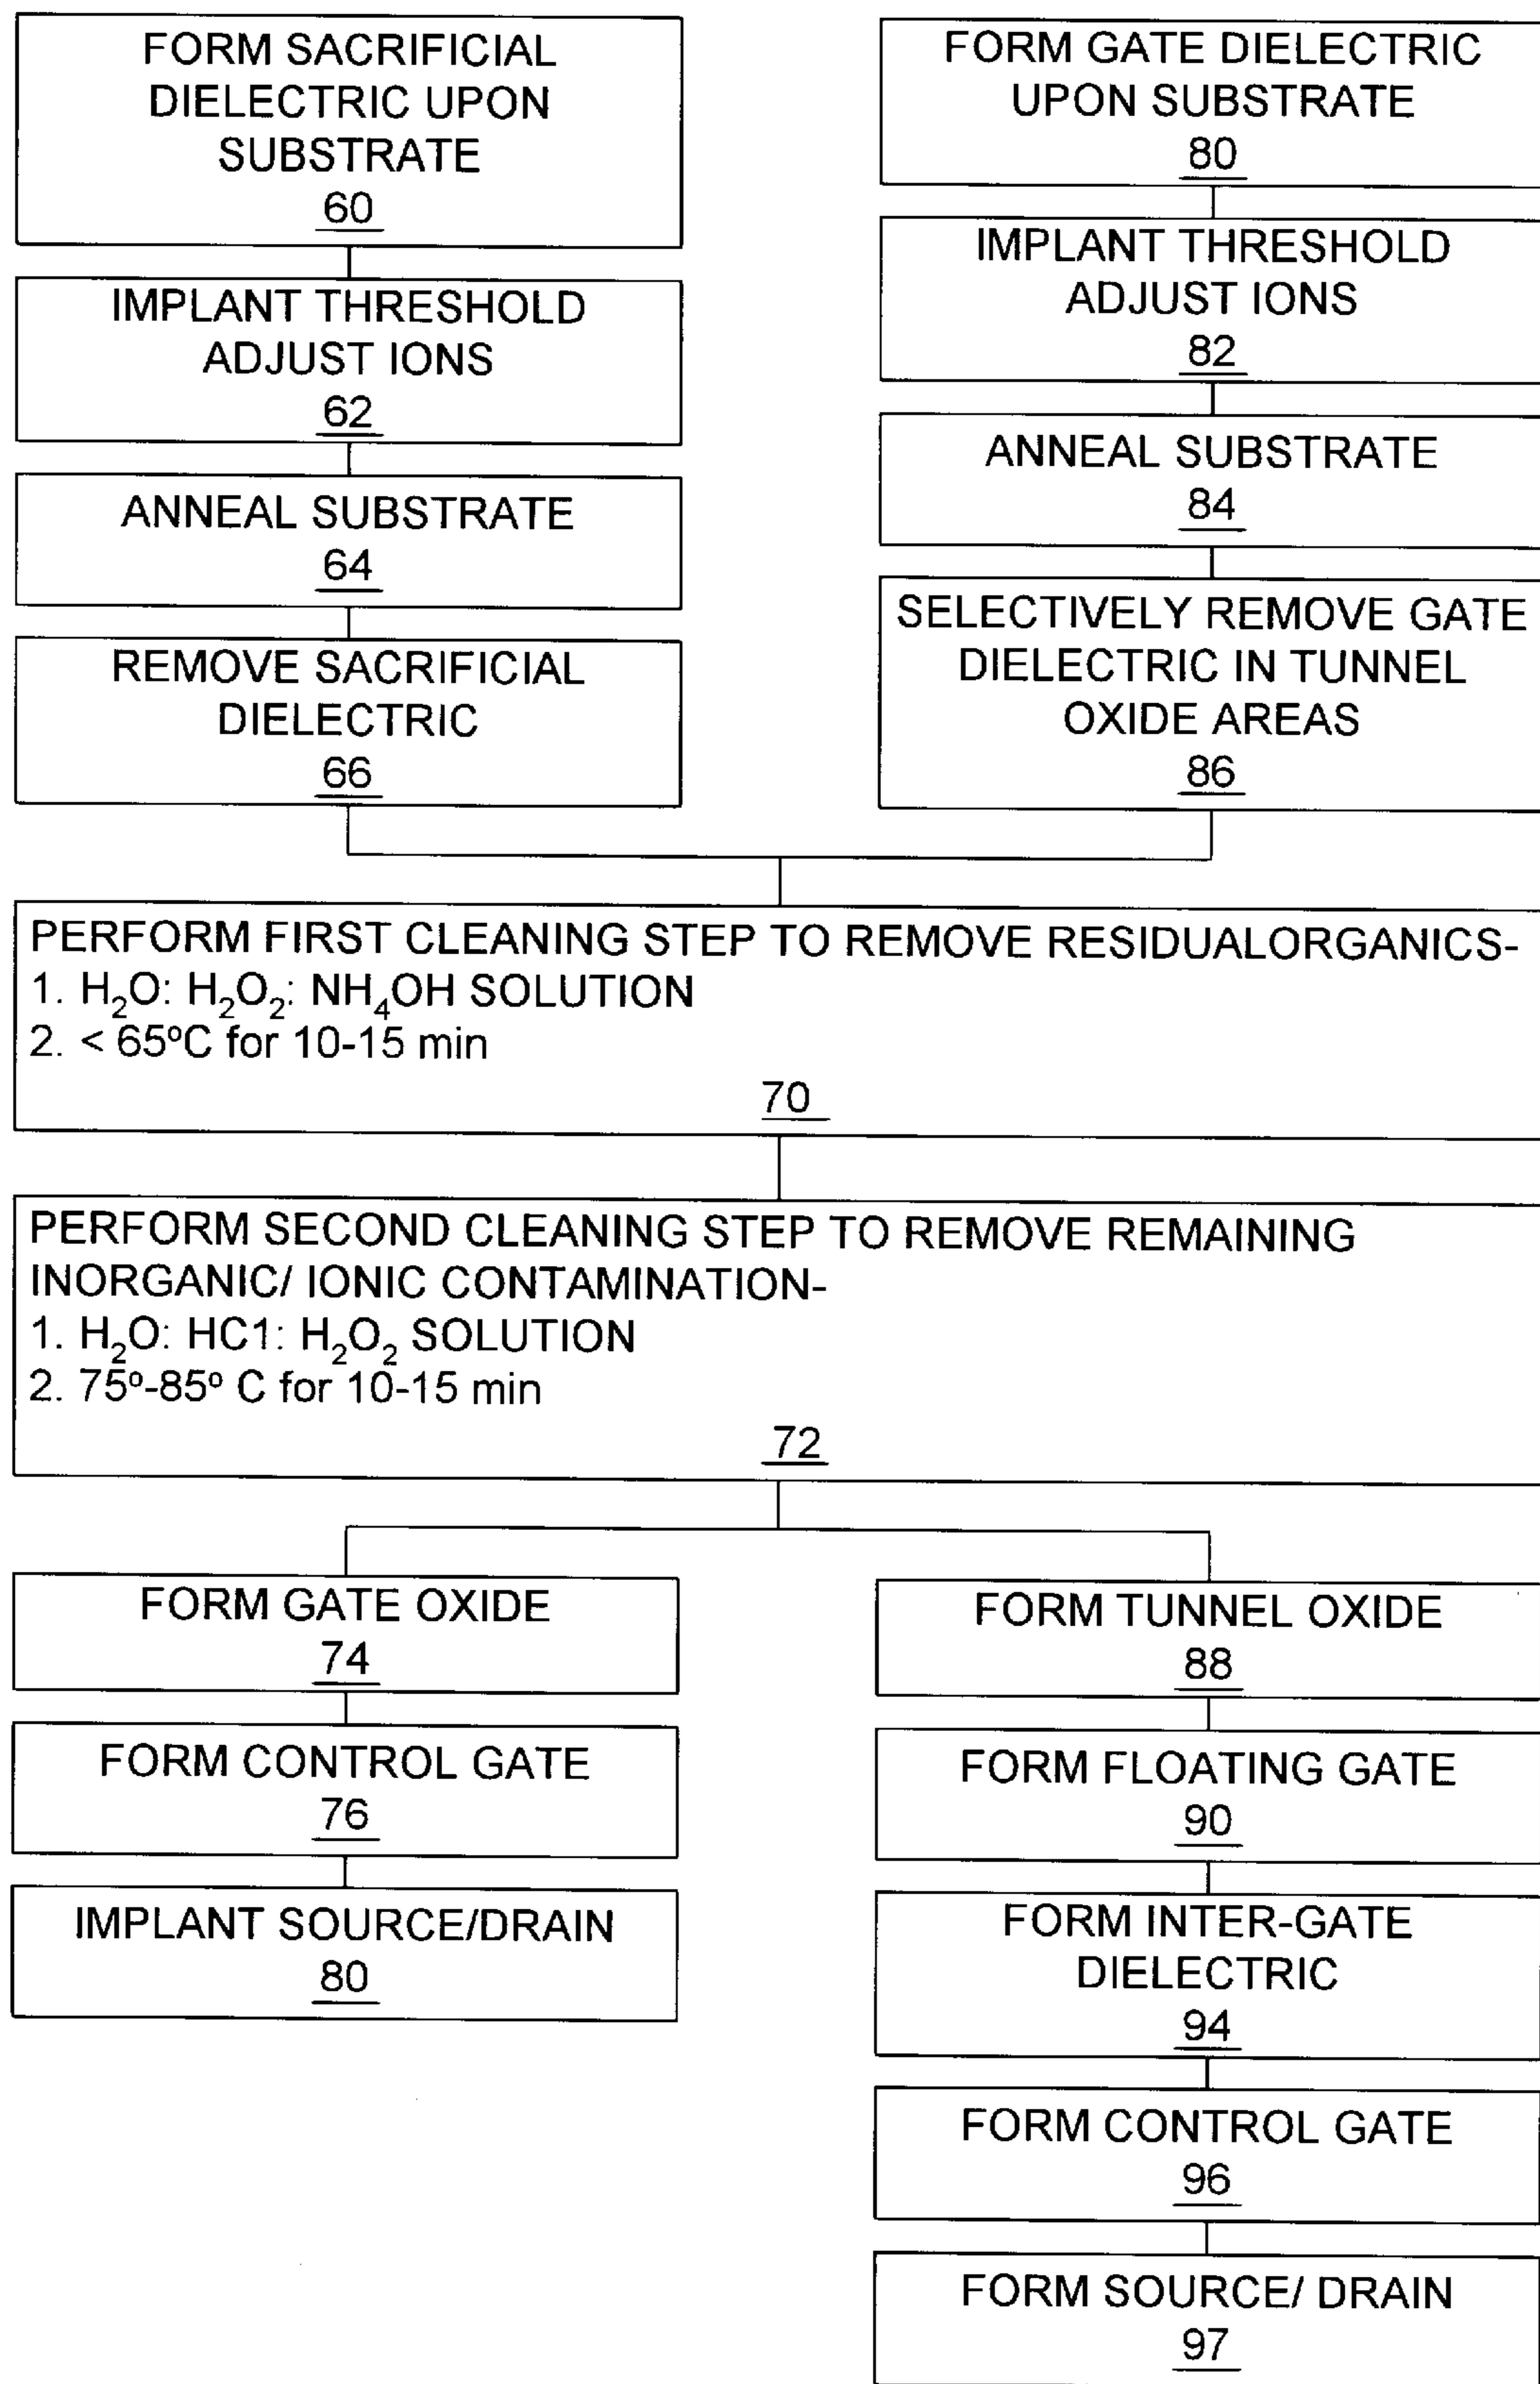 FORM SACRIFICIAL
DIELECTRIC UPON
SUBSTRATE
60
IMPLANT THRESHOLD
ADJUST IONS
62
ANNEAL SUBSTRATE
64
REMOVE SACRIFICIAL
DIELECTRIC
66
FORM GATE DIELECTRIC
UPON SUBSTRATE
80
IMPLANT THRESHOLD
ADJUST IONS
82
ANNEAL SUBSTRATE
84
SELECTIVELY REMOVE GATE
DIELECTRIC IN TUNNEL
OXIDE AREAS
86
PERFORM FIRST CLEANING STEP TO REMOVE RESIDUALORGANICS-
1. H₂O: H₂O₂: NH₄OH SOLUTION
2. < 65ºC for 10-15 min
70
PERFORM SECOND CLEANING STEP TO REMOVE REMAINING
INORGANIC/ IONIC CONTAMINATION-
1. H₂O: HC1: H₂O₂ SOLUTION
2. 75º-85º C for 10-15 min
72
FORM GATE OXIDE
74
FORM CONTROL GATE
76
IMPLANT SOURCE/DRAIN
80
FORM TUNNEL OXIDE
88
FORM FLOATING GATE
90
FORM INTER-GATE
DIELECTRIC
94
FORM CONTROL GATE
96
FORM SOURCE/ DRAIN
97